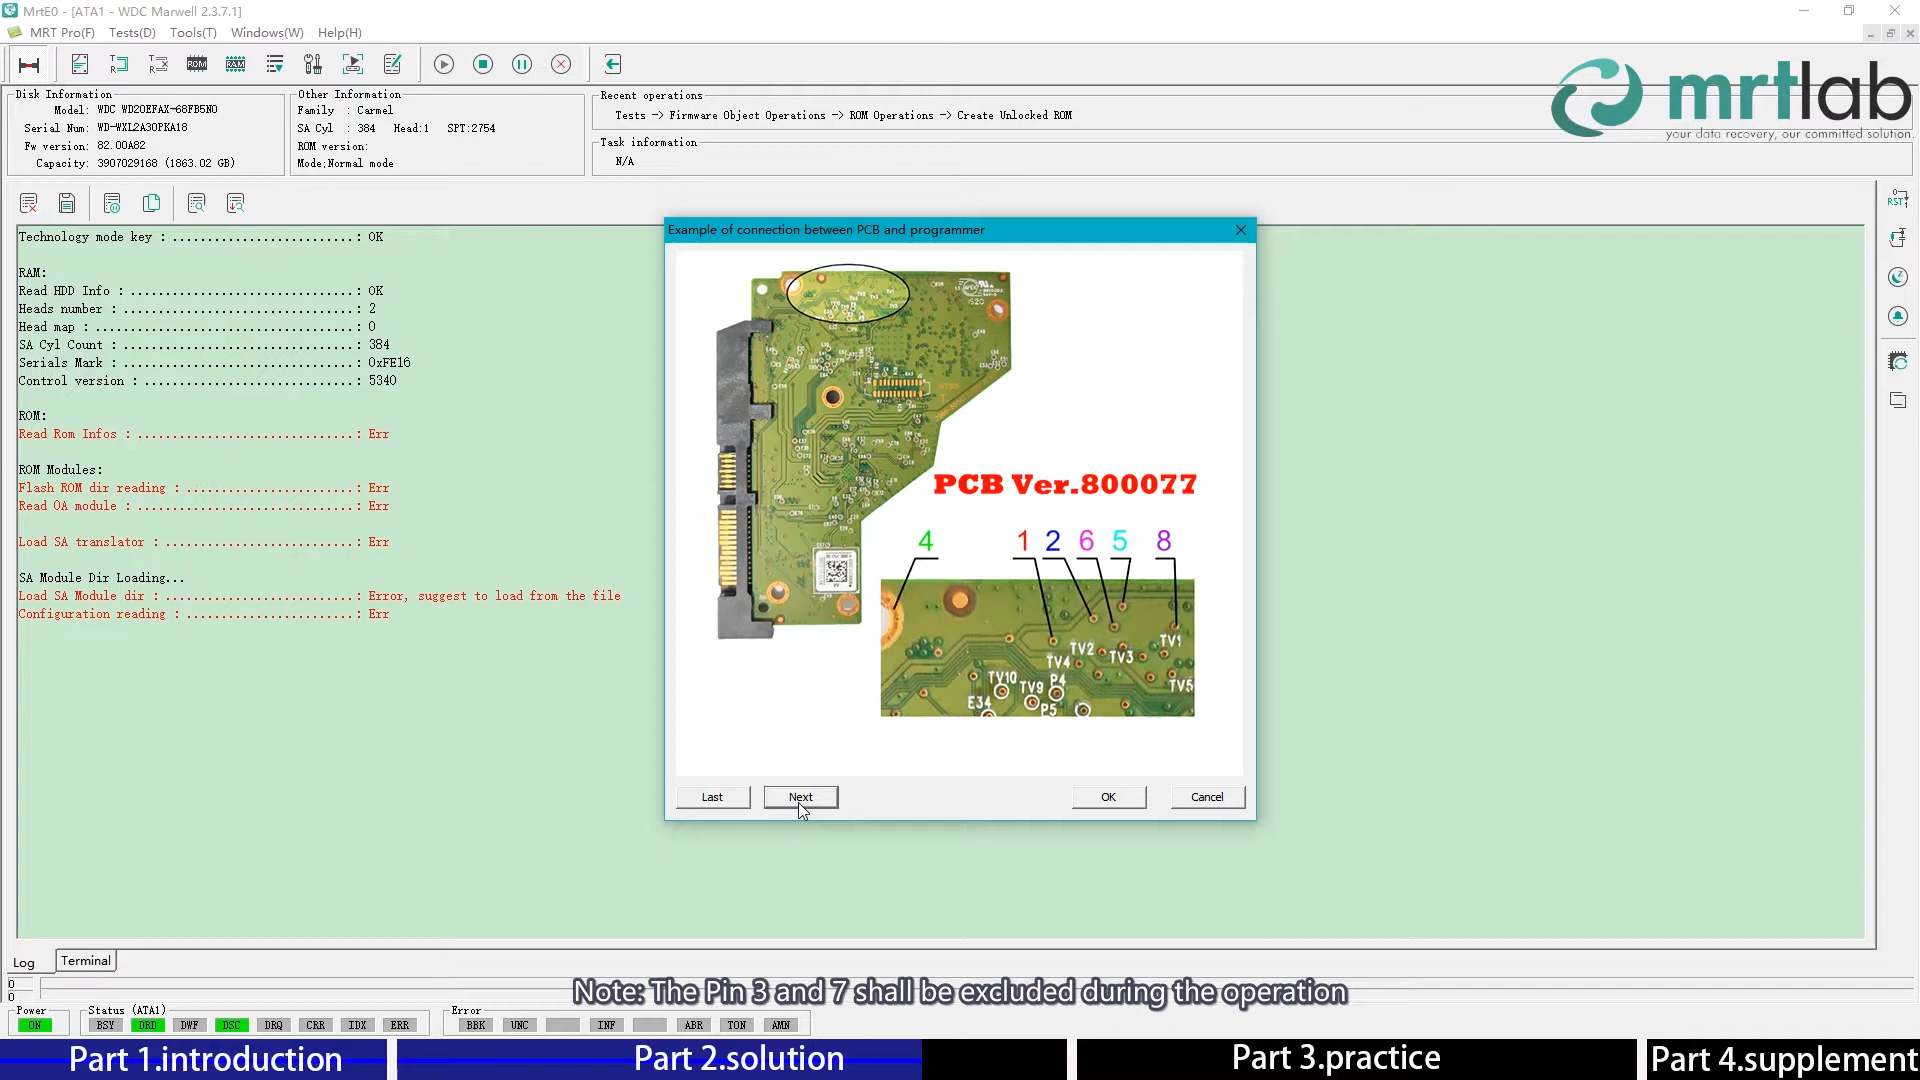 MrtE0 - [ATA1 - WDC Marwell 2.3.7.1]
MRT Pro(F) Tests(D) Tools(T) Windows(W) Help(H)
ROM RAM
mrtlab
your data recovery, our committed solution.
Disk Information
Model: WDC WD20EFAX-68FB5N0
Serial Num: WD-WXL2A30PKA18
Fw version: 82.00A82
Capacity: 3907029168 (1863.02 GB)
Other Information
Family : Carmel
SA Cyl : 384 Head:1 SPT:2754
ROM version:
Mode:Normal mode
Recent operations
Tests -> Firmware Object Operations -> ROM Operations -> Create Unlocked ROM
Task information
N/A
RST
Technology mode key : ..........................: OK
RAM:
Read HDD Info : ................................: OK
Heads number : .................................: 2
Head map : .....................................: 0
SA Cyl Count : .................................: 384
Serials Mark : .................................: 0xFE16
Control version : ..............................: 5340
ROM:
Read Rom Infos : ...............................: Err
ROM Modules:
Flash ROM dir reading : ........................: Err
Read 0A module : ...............................: Err
Load SA translator : ...........................: Err
SA Module Dir Loading...
Load SA Module dir : ...........................: Error, suggest to load from the file
Configuration reading : ........................: Err
Example of connection between PCB and programmer
PCB Ver.800077
4 1 2 6 5 8
TV1
TV2 TV3
TV4
TV5
TV10 TV9 P4
E34 P5
Last Next OK Cancel
Log Terminal
0
0
Note: The Pin 3 and 7 shall be excluded during the operation
Power
ON
Status (ATA1)
BSY DRD DWF DSC DRQ CRR IDX ERR
Error
BBK UNC INF ABR TON AMN
Part 1.introduction Part 2.solution Part 3.practice Part 4.supplement